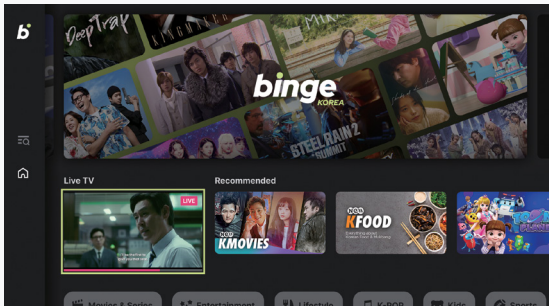 b
Deep Trap
binge
KOREA
STEEL RAIN 2
SUMMIT
Live TV
Recommended
LIVE
KMOVIES
KFOOD
Movies & Series
Entertainment
Lifestyle
K-POP
Kids
Sports